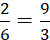 2/6 = 9/3